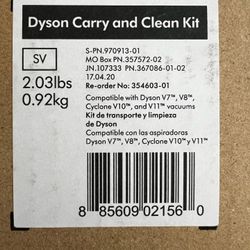 Dyson Carry and Clean Kit
SV
2.03lbs
0.92kg
S-PN.970913-01
PO Box PN.357572-02
JN.107333 PN.367086-01-02
17.04.20
Re-order No: 354603-01
Compatible with Dyson V7™, V8™,
Cyclone V10™, and V11™ vacuums
Kit de transporte y limpieza
de Dyson
Compatible con las aspiradoras
Dyson V7™, V8™, Cyclone V10™ y V11™
8 85609 02156 0